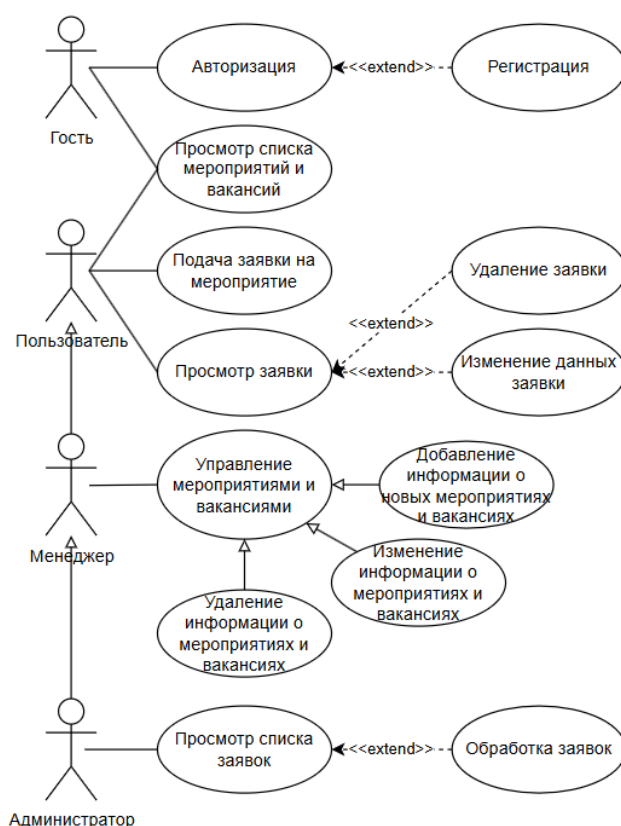 Авторизация
<<extend>>
Регистрация
Гость
Просмотр списка
мероприятий и
вакансий
Подача заявки на
мероприятие
Удаление заявки
<<extend>>
Пользователь
Просмотр заявки
<<extend>>
Изменение данных
заявки
Управление
мероприятиями и
вакансиями
Добавление
информации о
новых мероприятиях
и вакансиях
Менеджер
Изменение
информации о
мероприятиях и
вакансиях
Удаление
информации о
мероприятиях и
вакансиях
Просмотр списка
заявок
<<extend>>
Обработка заявок
Администратор